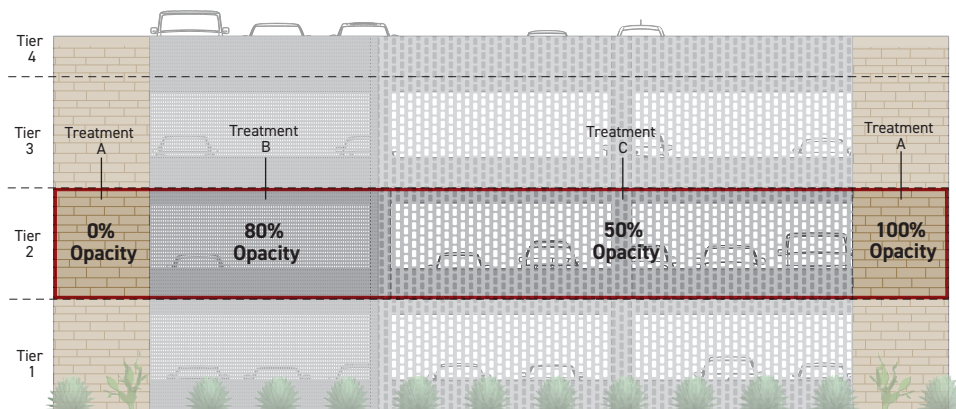 Tier
4
Tier
3
Treatment
A
Treatment
B
Treatment
C
Treatment
A
Tier
2
0%
Opacity
80%
Opacity
50%
Opacity
100%
Opacity
Tier
1